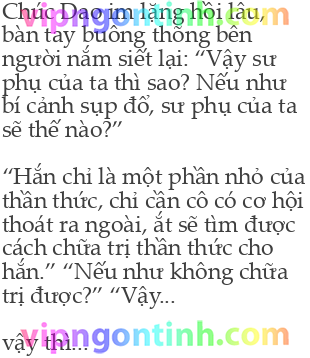 Chúc Dao im lặng hồi lâu,
bàn tay buông thõng bên
người nắm siết lại: “Vậy sư
phụ của ta thì sao? Nếu như
bí cảnh sụp đổ, sư phụ của ta
sẽ thế nào?”
“Hắn chỉ là một phần nhỏ của
thần thức, chỉ cần cô có cơ hội
thoát ra ngoài, ắt sẽ tìm được
cách chữa trị thần thức cho
hắn.” “Nếu như không chữa
trị được?” “Vậy...
vậy thì...
vipngontinh.com
vipngontinh.com
vipngontinh.com